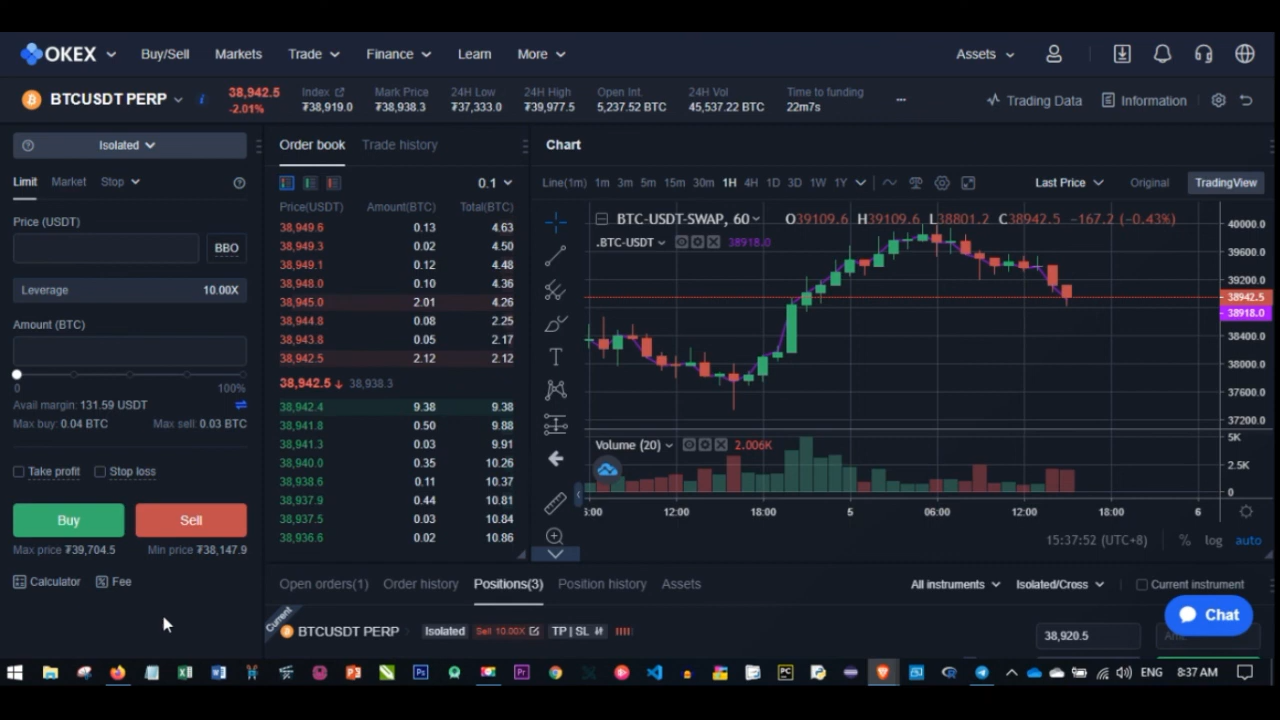 OKEX Buy/Sell Markets Trade Finance Learn More Assets
BTCUSDT PERP i 38,942.5 -2.01% Index ₮38,919.0 Mark Price ₮38,938.3 24H Low ₮37,333.0 24H High ₮39,977.5 Open Int. 5,237.52 BTC 24H Vol 45,537.22 BTC Time to funding 22m7s ... Trading Data Information
Isolated
Limit Market Stop
Price (USDT)
BBO
Leverage 10.00X
Amount (BTC)
0 100%
Avail margin: 131.59 USDT
Max buy: 0.04 BTC Max sell: 0.03 BTC
Take profit Stop loss
Buy Sell
Max price ₮39,704.5 Min price ₮38,147.9
Calculator Fee
Order book Trade history
0.1
Price(USDT) Amount(BTC) Total(BTC)
38,949.6 0.13 4.63
38,949.3 0.02 4.50
38,949.1 0.12 4.48
38,948.0 0.10 4.36
38,945.0 2.01 4.26
38,944.8 0.08 2.25
38,943.8 0.05 2.17
38,942.5 2.12 2.12
38,942.5 ↓ 38,938.3
38,942.4 9.38 9.38
38,941.8 0.50 9.88
38,941.3 0.03 9.91
38,940.0 0.35 10.26
38,938.6 0.11 10.37
38,937.9 0.44 10.81
38,937.5 0.03 10.84
38,936.6 0.02 10.86
Chart
Line(1m) 1m 3m 5m 15m 30m 1H 4H 1D 3D 1W 1Y Last Price Original TradingView
BTC-USDT-SWAP, 60 O39109.6 H39109.6 L38801.2 C38942.5 -167.2 (-0.43%)
.BTC-USDT 38918.0
40000.0
39600.0
39200.0
38942.5
38918.0
38400.0
38000.0
37600.0
37200.0
Volume (20) 2.006K
5K
2.5K
0
5:00 12:00 18:00 5 06:00 12:00 18:00 6
15:37:52 (UTC+8) % log auto
Open orders(1) Order history Positions(3) Position history Assets All instruments Isolated/Cross Current instrument
Current BTCUSDT PERP Isolated Sell 10.00X TP | SL 38,920.5
Chat
ENG 8:37 AM